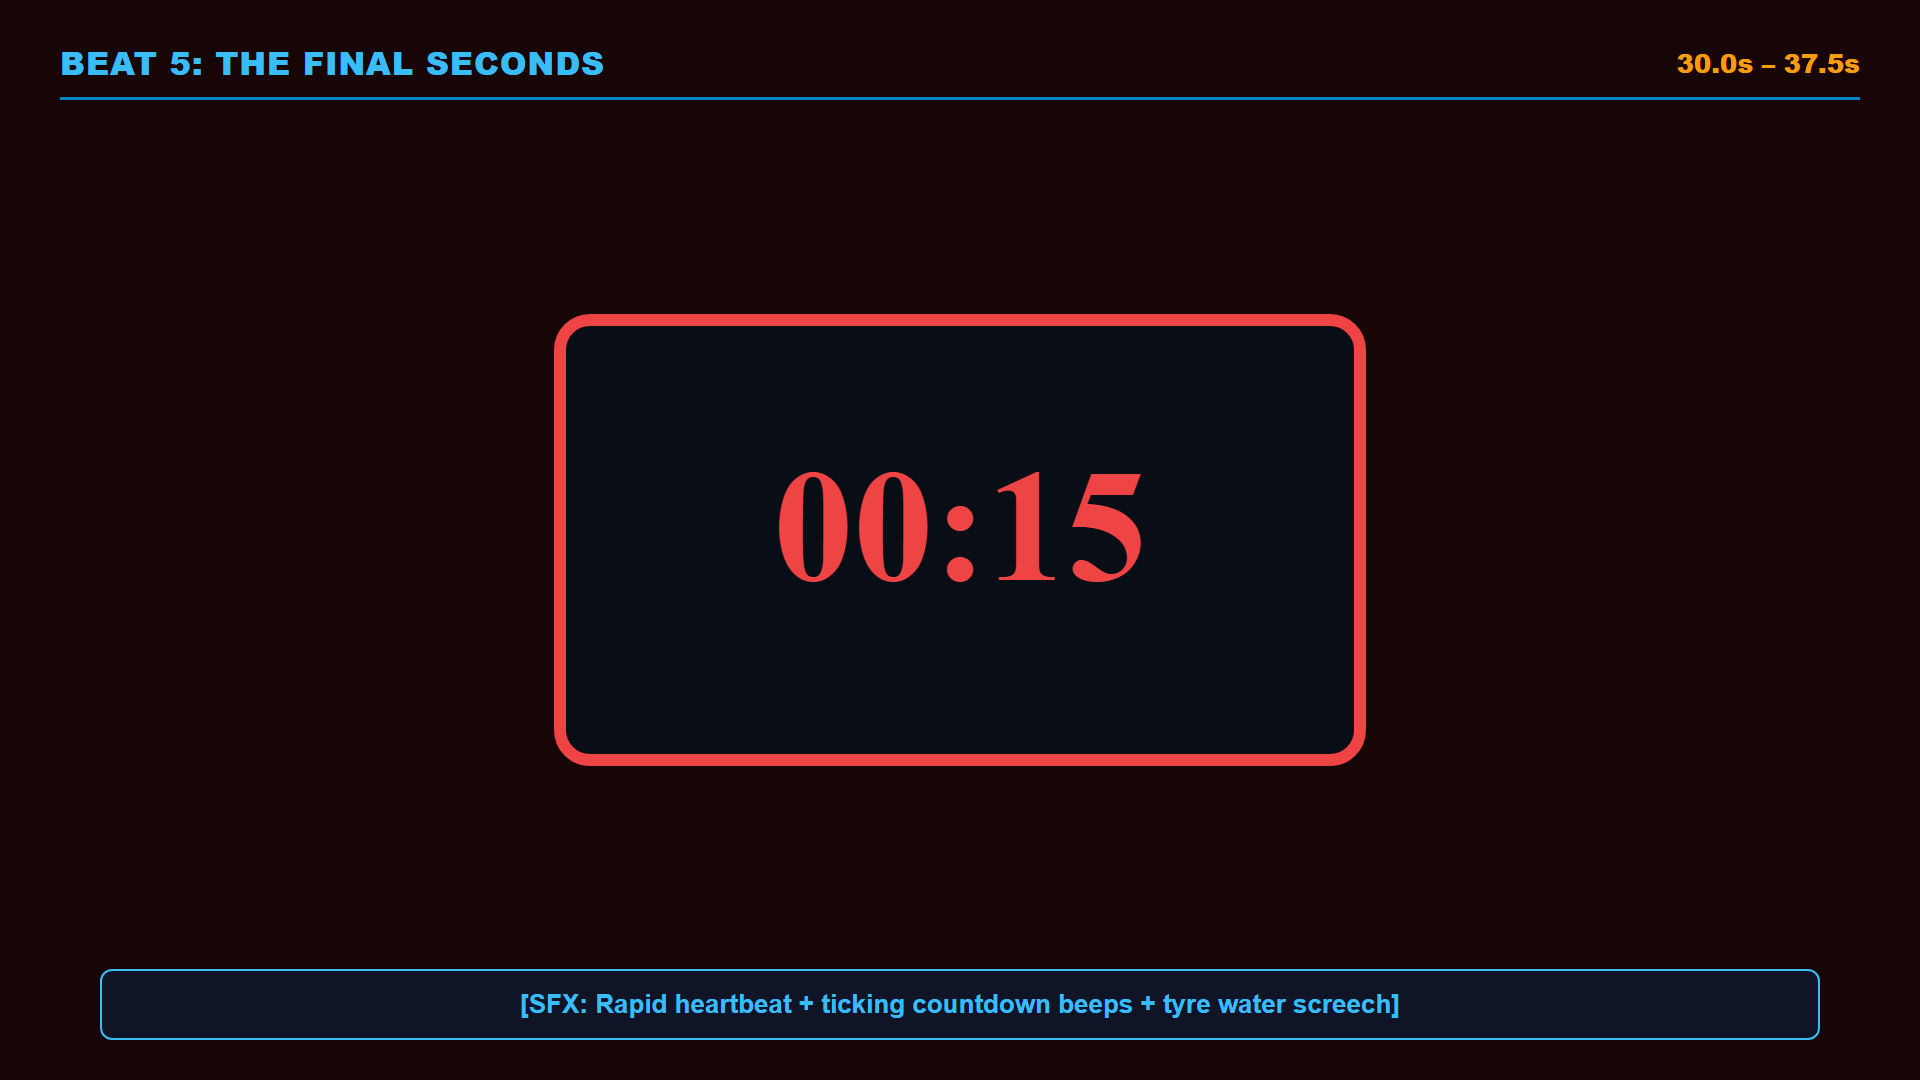 BEAT 5: THE FINAL SECONDS
30.0s – 37.5s
00:15
[SFX: Rapid heartbeat + ticking countdown beeps + tyre water screech]